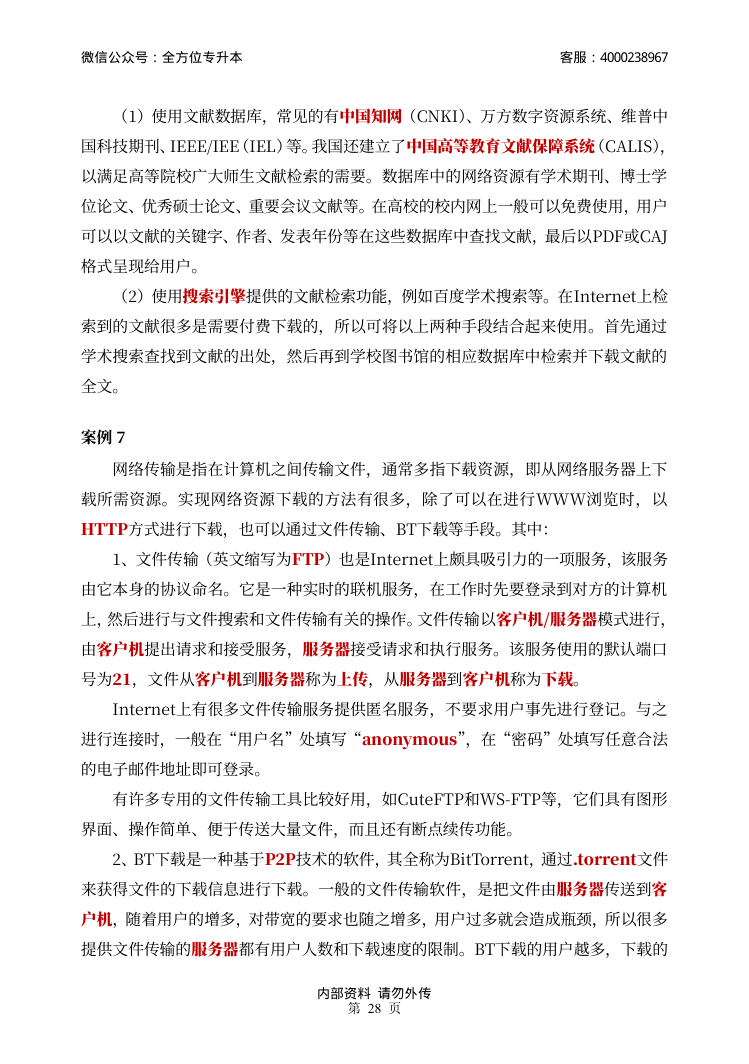 微信公众号：全方位专升本
客服：4000238967
（1）使用文献数据库，常见的有中国知网（CNKI）、万方数字资源系统、维普中
国科技期刊、IEEE/IEE（IEL）等。我国还建立了中国高等教育文献保障系统（CALIS），
以满足高等院校广大师生文献检索的需要。数据库中的网络资源有学术期刊、博士学
位论文、优秀硕士论文、重要会议文献等。在高校的校内网上一般可以免费使用，用户
可以以文献的关键字、作者、发表年份等在这些数据库中查找文献，最后以PDF或CAJ
格式呈现给用户。
（2）使用搜索引擎提供的文献检索功能，例如百度学术搜索等。在Internet上检
索到的文献很多是需要付费下载的，所以可将以上两种手段结合起来使用。首先通过
学术搜索查找到文献的出处，然后再到学校图书馆的相应数据库中检索并下载文献的
全文。
案例 7
网络传输是指在计算机之间传输文件，通常多指下载资源，即从网络服务器上下
载所需资源。实现网络资源下载的方法有很多，除了可以在进行WWW浏览时，以
HTTP方式进行下载，也可以通过文件传输、BT下载等手段。其中：
1、文件传输（英文缩写为FTP）也是Internet上颇具吸引力的一项服务，该服务
由它本身的协议命名。它是一种实时的联机服务，在工作时先要登录到对方的计算机
上，然后进行与文件搜索和文件传输有关的操作。文件传输以客户机/服务器模式进行，
由客户机提出请求和接受服务，服务器接受请求和执行服务。该服务使用的默认端口
号为21，文件从客户机到服务器称为上传，从服务器到客户机称为下载。
Internet上有很多文件传输服务提供匿名服务，不要求用户事先进行登记。与之
进行连接时，一般在“用户名”处填写“anonymous”，在“密码”处填写任意合法
的电子邮件地址即可登录。
有许多专用的文件传输工具比较好用，如CuteFTP和WS-FTP等，它们具有图形
界面、操作简单、便于传送大量文件，而且还有断点续传功能。
2、BT下载是一种基于P2P技术的软件，其全称为BitTorrent，通过.torrent文件
来获得文件的下载信息进行下载。一般的文件传输软件，是把文件由服务器传送到客
户机，随着用户的增多，对带宽的要求也随之增多，用户过多就会造成瓶颈，所以很多
提供文件传输的服务器都有用户人数和下载速度的限制。BT下载的用户越多，下载的
内部资料 请勿外传
第 28 页